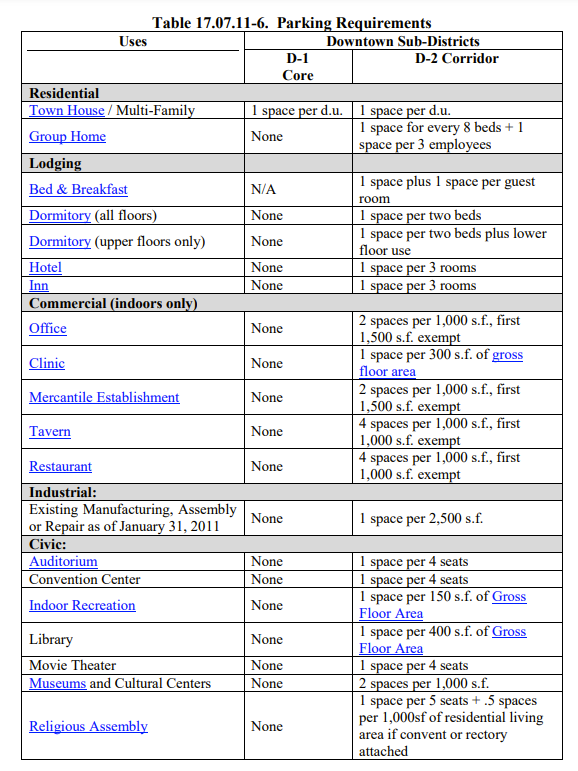 Table 17.07.11-6.  Parking Requirements
Uses
Downtown Sub-Districts
D-1
Core
D-2 Corridor
Residential
Town House / Multi-Family
1 space per d.u.
1 space per d.u.
Group Home
None
1 space for every 8 beds + 1
space per 3 employees
Lodging
Bed & Breakfast
N/A
1 space plus 1 space per guest
room
Dormitory (all floors)
None
1 space per two beds
Dormitory (upper floors only)
None
1 space per two beds plus lower
floor use
Hotel
None
1 space per 3 rooms
Inn
None
1 space per 3 rooms
Commercial (indoors only)
Office
None
2 spaces per 1,000 s.f., first
1,500 s.f. exempt
Clinic
None
1 space per 300 s.f. of gross
floor area
Mercantile Establishment
None
2 spaces per 1,000 s.f., first
1,500 s.f. exempt
Tavern
None
4 spaces per 1,000 s.f., first
1,000 s.f. exempt
Restaurant
None
4 spaces per 1,000 s.f., first
1,000 s.f. exempt
Industrial:
Existing Manufacturing, Assembly
or Repair as of January 31, 2011
None
1 space per 2,500 s.f.
Civic:
Auditorium
None
1 space per 4 seats
Convention Center
None
1 space per 4 seats
Indoor Recreation
None
1 space per 150 s.f. of Gross
Floor Area
Library
None
1 space per 400 s.f. of Gross
Floor Area
Movie Theater
None
1 space per 4 seats
Museums and Cultural Centers
None
2 spaces per 1,000 s.f.
Religious Assembly
None
1 space per 5 seats + .5 spaces
per 1,000sf of residential living
area if convent or rectory
attached